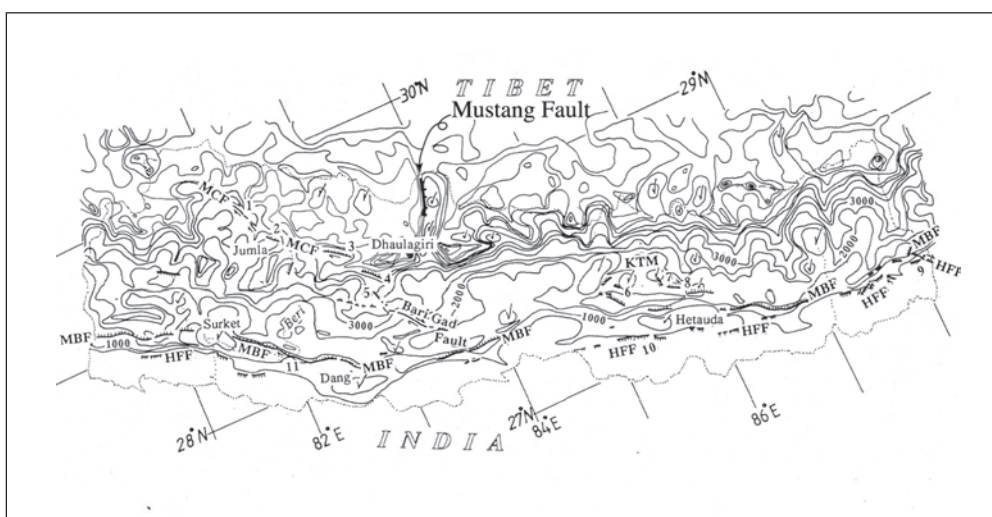 TIBET
30°N
29°N
Mustang Fault
3000
MCF
1
2
Jumla
MCF
3
Dhaulagiri
4
3000
KTM
2000
MBF
9
HFF
HFF
5
6
7
8
Bari Gad
Fault
2000
3000
Beri
Surket
MBF
1000
HFF
MBF
11
MBF
Dang
MBF
1000
Hetauda
MBF
HFF
10
HFF
28°N
82°E
27°N
84°E
86°E
INDIA